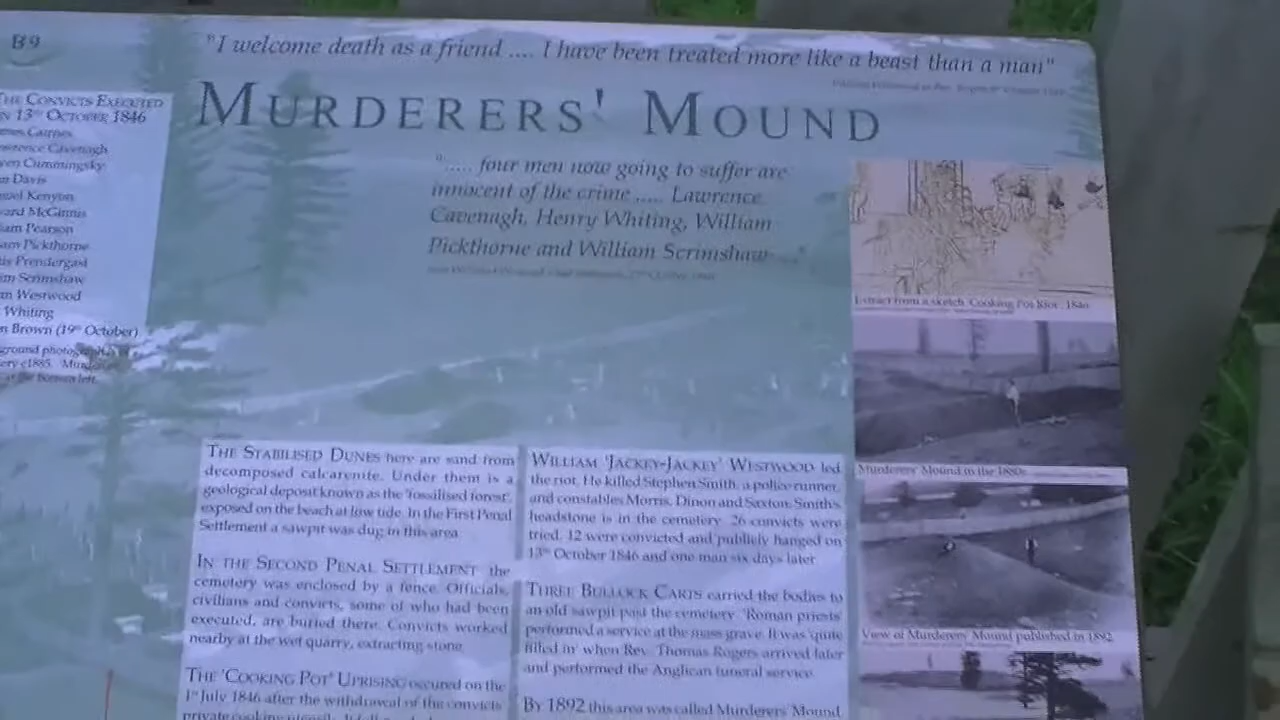 B9
"I welcome death as a friend .... I have been treated more like a beast than a man"
MURDERERS' MOUND
THE CONVICTS EXECUTED
N 13TH OCTOBER 1846
mes Cairnes
wrence Cavenagh
ven Cummingsky
n Davis
uel Kenyon
ward McGinnis
iam Pearson
am Pickthorne
is Prendergast
am Scrimshaw
m Westwood
Whiting
n Brown (19th October)
"..... four men now going to suffer are
innocent of the crime ..... Lawrence
Cavenagh, Henry Whiting, William
Pickthorne and William Scrimshaw ..."
Extract from a sketch, Cooking Pot Riot, 1846
Murderers' Mound in the 1880s
View of Murderers' Mound published in 1892
THE STABILISED DUNES here are sand from
decomposed calcarenite. Under them is a
geological deposit known as the 'fossilised forest',
exposed on the beach at low tide. In the First Penal
Settlement a sawpit was dug in this area.
IN THE SECOND PENAL SETTLEMENT the
cemetery was enclosed by a fence. Officials,
civilians and convicts, some of who had been
executed, are buried there. Convicts worked
nearby at the wet quarry, extracting stone.
THE 'COOKING POT' UPRISING occured on the
1st July 1846 after the withdrawal of the convicts
private cooking utensils.
WILLIAM 'JACKEY-JACKEY' WESTWOOD led
the riot. He killed Stephen Smith, a police runner,
and constables Morris, Dinon and Saxton. Smith's
headstone is in the cemetery. 26 convicts were
tried. 12 were convicted and publicly hanged on
13th October 1846 and one man six days later.
THREE BULLOCK CARTS carried the bodies to
an old sawpit past the cemetery. 'Roman priests'
performed a service at the mass grave. It was 'quite
filled in' when Rev. Thomas Rogers arrived later
and performed the Anglican funeral service.
By 1892 this area was called Murderers' Mound.